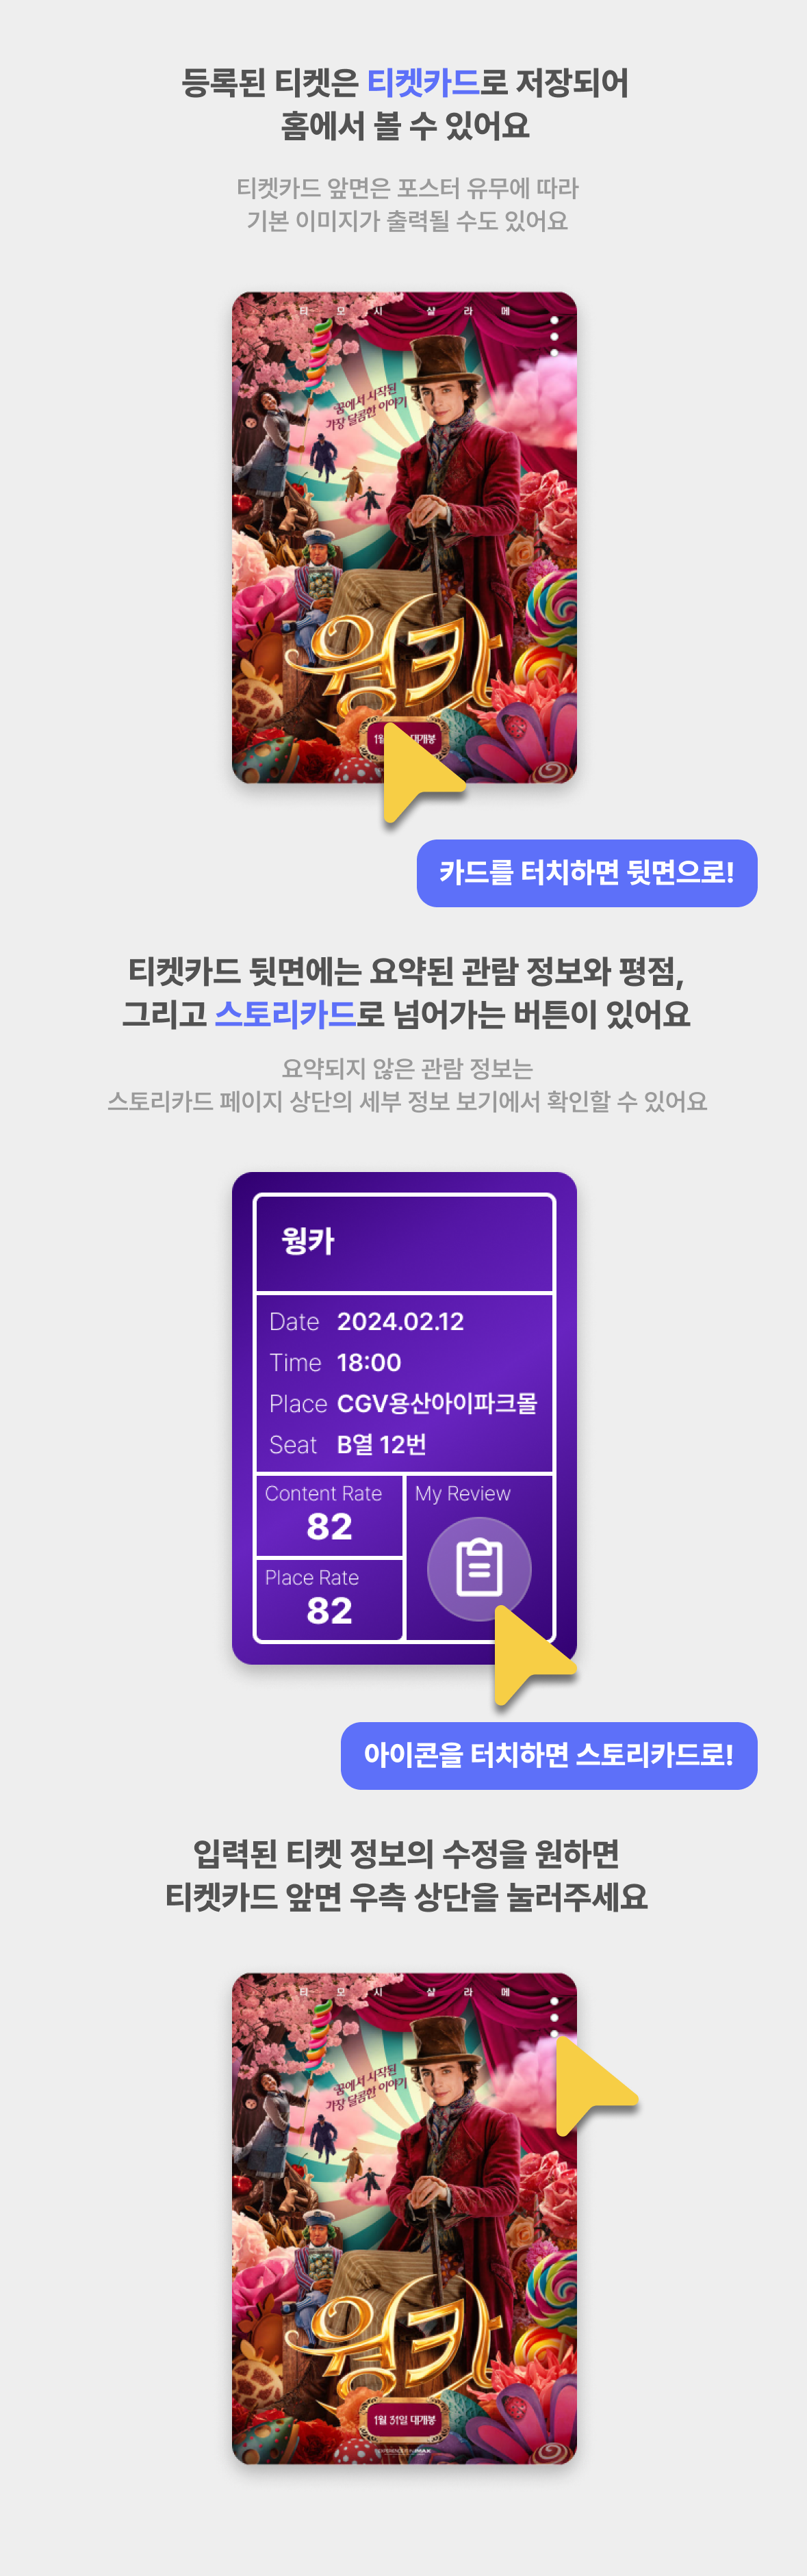 등록된 티켓은 티켓카드로 저장되어
홈에서 볼 수 있어요
티켓카드 앞면은 포스터 유무에 따라
기본 이미지가 출력될 수도 있어요
티 모 시 샬 라 메
꿈에서 시작된
가장 달콤한 이야기
웡카
1월 대개봉
카드를 터치하면 뒷면으로!
티켓카드 뒷면에는 요약된 관람 정보와 평점,
그리고 스토리카드로 넘어가는 버튼이 있어요
요약되지 않은 관람 정보는
스토리카드 페이지 상단의 세부 정보 보기에서 확인할 수 있어요
웡카
Date 2024.02.12
Time 18:00
Place CGV용산아이파크몰
Seat B열 12번
Content Rate
82
Place Rate
82
My Review
아이콘을 터치하면 스토리카드로!
입력된 티켓 정보의 수정을 원하면
티켓카드 앞면 우측 상단을 눌러주세요
티 모 시 샬 라 메
꿈에서 시작된
가장 달콤한 이야기
웡카
1월 31일 대개봉
IMAX